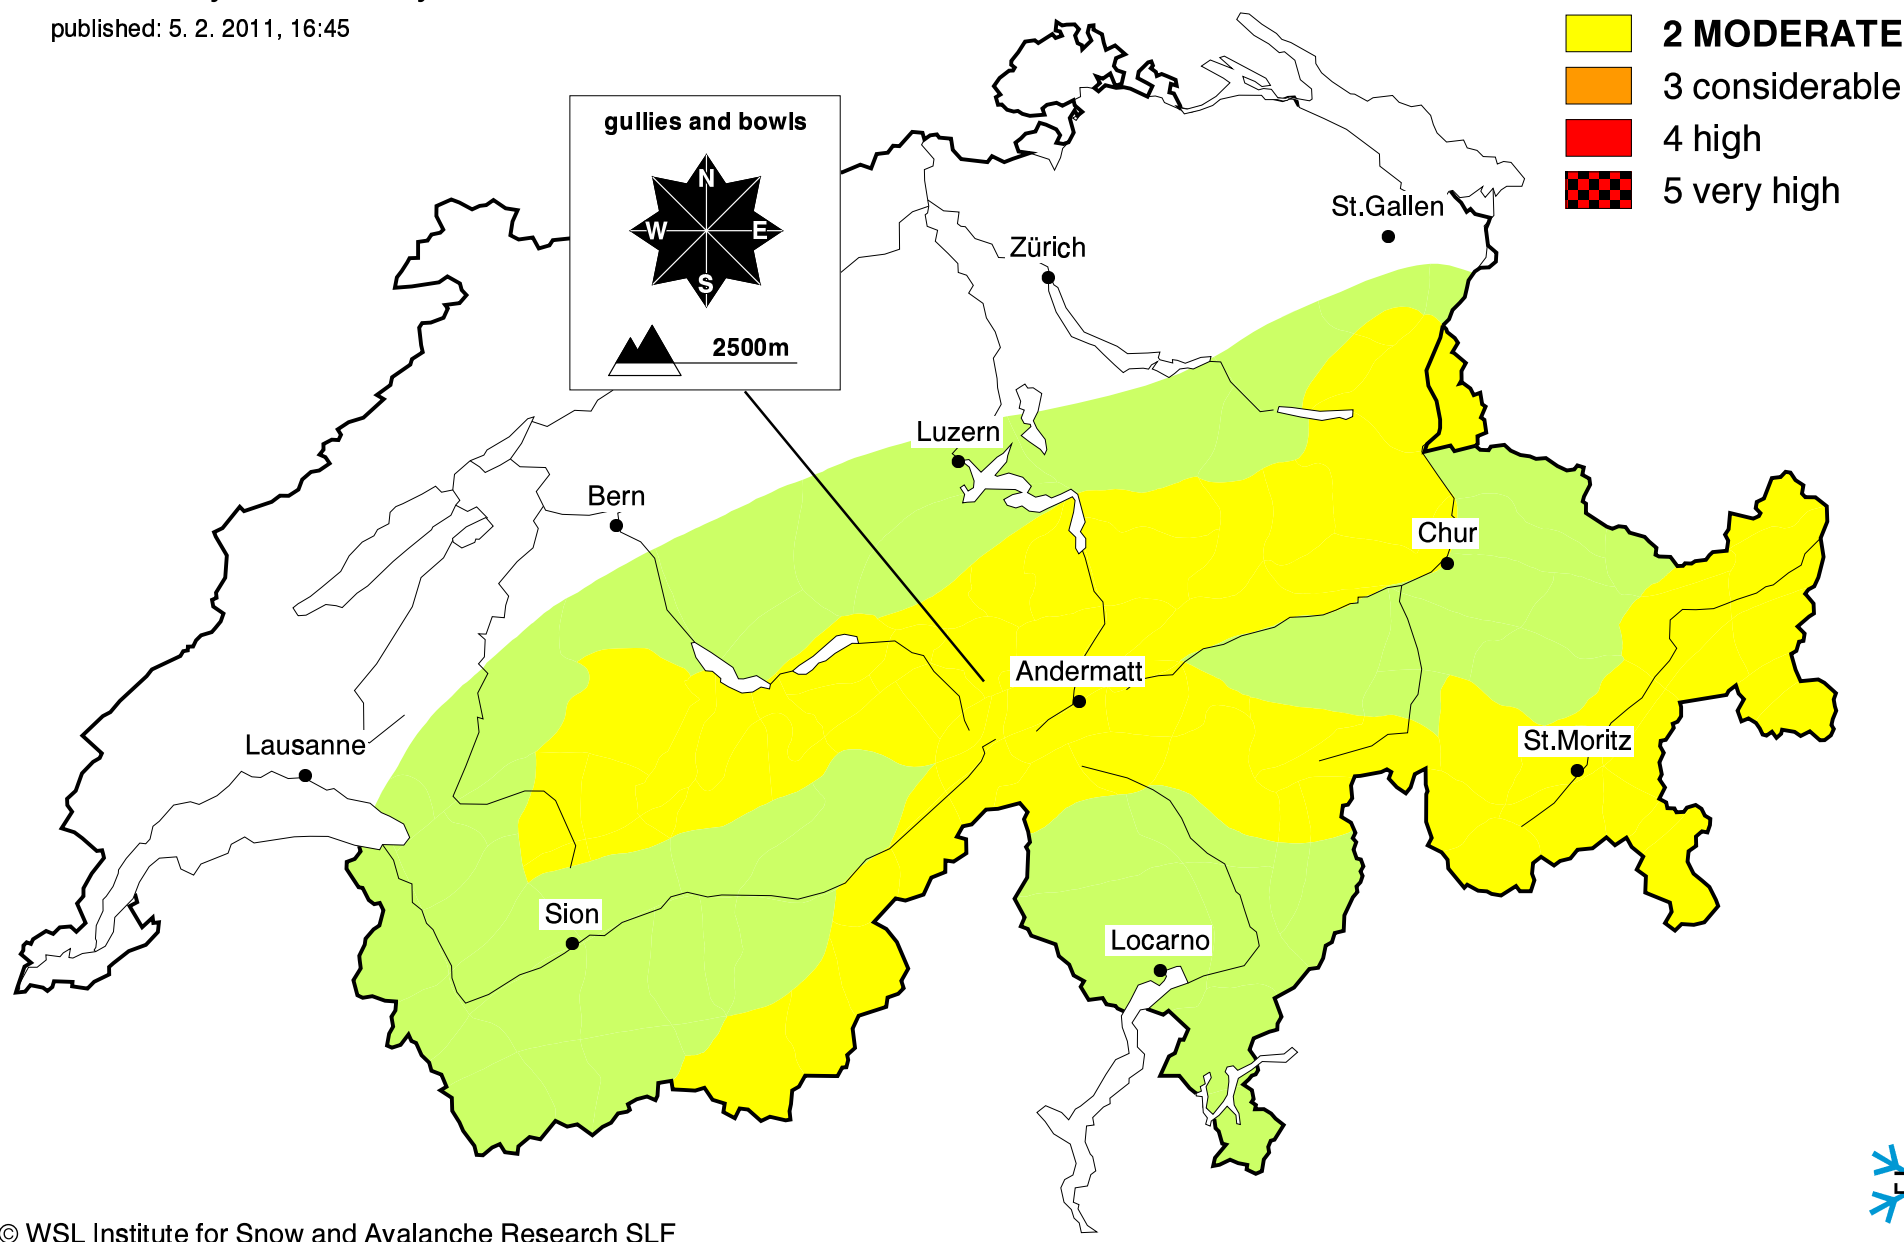 published: 5. 2. 2011, 16:45
2 MODERATE
3 considerable
4 high
5 very high
gullies and bowls
N
W E
S
2500m
St.Gallen
Zürich
Luzern
Bern
Chur
Andermatt
St.Moritz
Lausanne
Sion
Locarno
© WSL Institute for Snow and Avalanche Research SLF